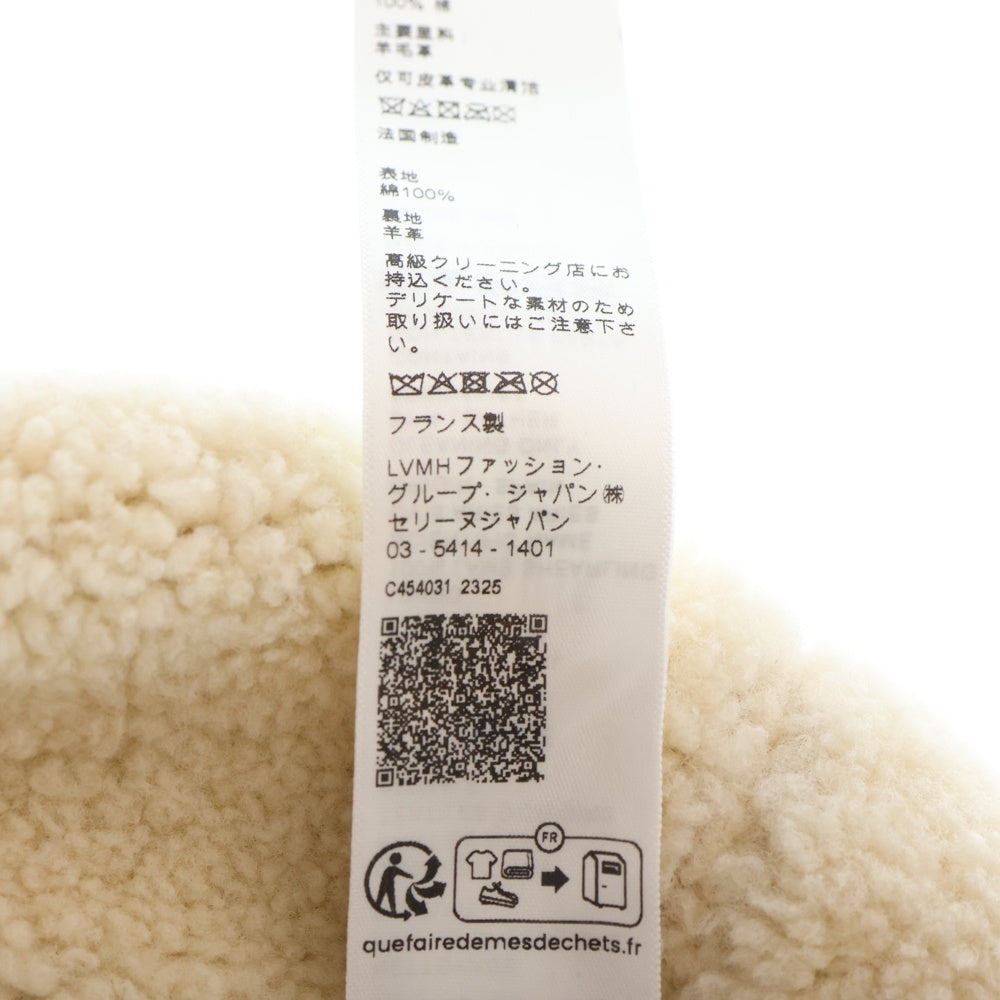 100% 棉
主要里料:
羊毛革
仅可皮革专业清洁
法国制造
表地
綿100%
裏地
羊革
高級クリーニング店にお
持込ください。
デリケートな素材のため
取り扱いにはご注意下さ
い。
フランス製
LVMHファッション・
グループ・ジャパン㈱
セリーヌジャパン
03 - 5414 - 1401
C454031 2325
FR
quefairedemesdechets.fr